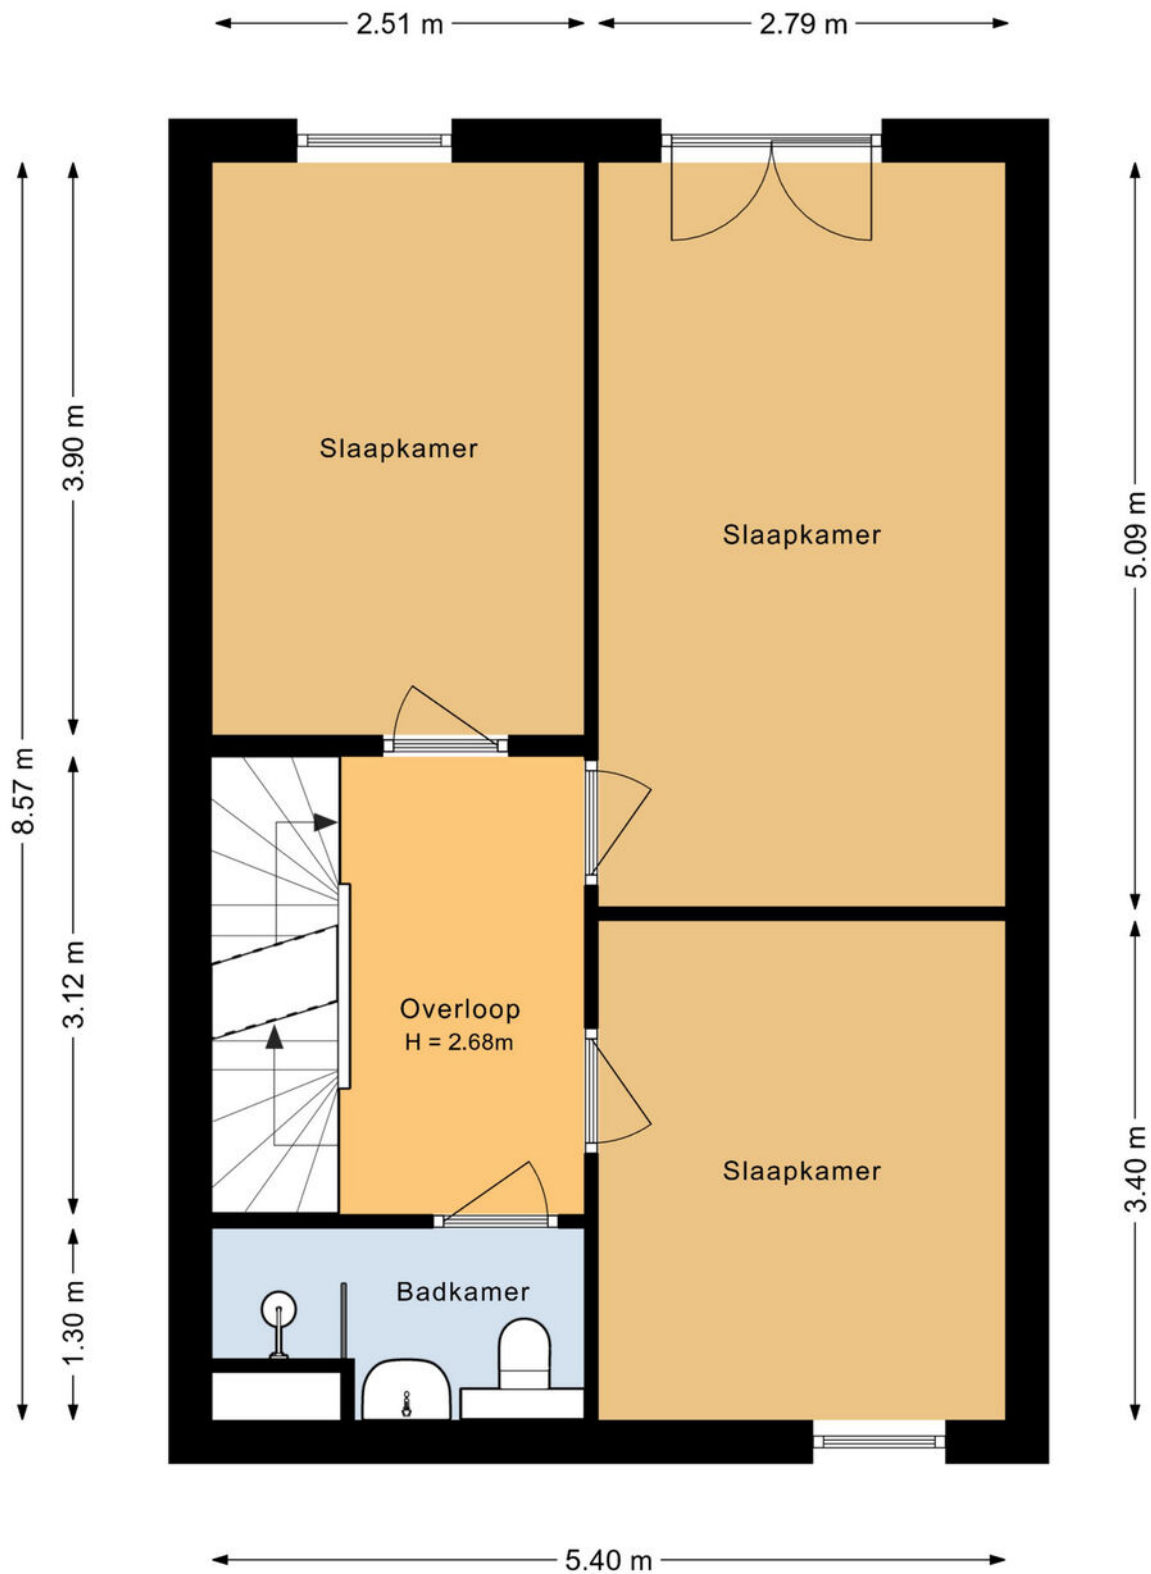 2.51 m
2.79 m
3.90 m
Slaapkamer
Slaapkamer
5.09 m
8.57 m
3.12 m
Overloop
H = 2.68m
Slaapkamer
3.40 m
1.30 m
Badkamer
5.40 m